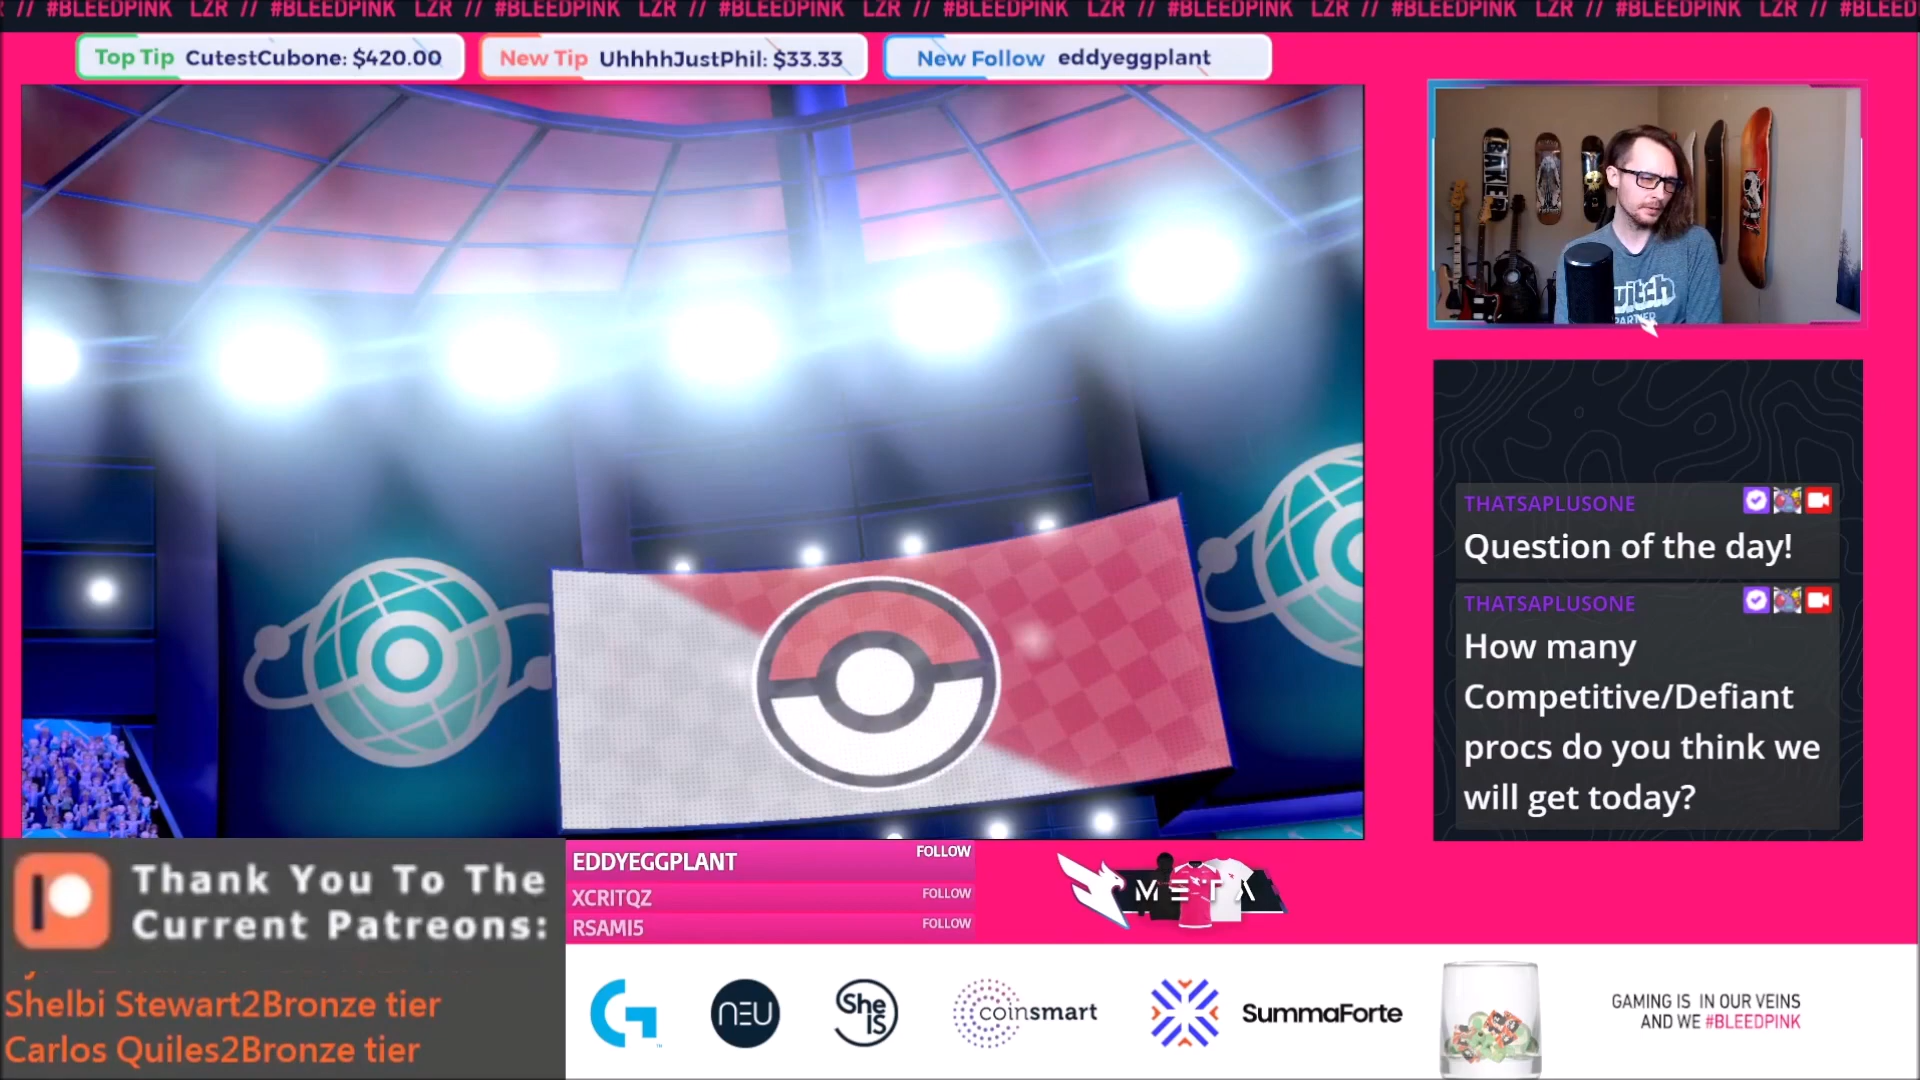 // #BLEEDPINK LZR // #BLEEDPINK LZR // #BLEEDPINK LZR // #BLEEDPINK LZR // #BLEEDPINK LZR // #BLEEDPINK LZR // #BLEEDPINK LZR // #BLEEDPINK LZR // #BLEED
Top Tip CutestCubone: $420.00
New Tip UhhhhJustPhil: $33.33
New Follow eddyeggplant
BAKER
THATSAPLUSONE
Question of the day!
THATSAPLUSONE
How many
Competitive/Defiant
procs do you think we
will get today?
Thank You To The
Current Patreons:
Shelbi Stewart2Bronze tier
Carlos Quiles2Bronze tier
EDDYEGGPLANT FOLLOW
XCRITQZ FOLLOW
RSAMI5 FOLLOW
META
G
NEU
She
IS
coinsmart
SummaForte
GAMING IS IN OUR VEINS
AND WE #BLEEDPINK